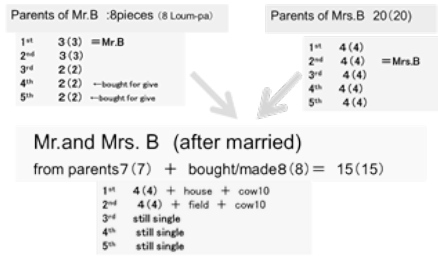 Parents of Mr.B :8pieces (8 Loum-pa)
1st 3(3) =Mr.B
2nd 3(3)
3rd 2(2)
4th 2(2) ←bought for give
5th 2(2) ←bought for give
Parents of Mrs.B 20(20)
1st 4(4)
2nd 4(4) =Mrs.B
3rd 4(4)
4th 4(4)
5th 4(4)
Mr.and Mrs. B (after married)
from parents7(7) + bought/made8(8)= 15(15)
1st 4(4) + house + cow10
2nd 4(4) + field + cow10
3rd still single
4th still single
5th still single